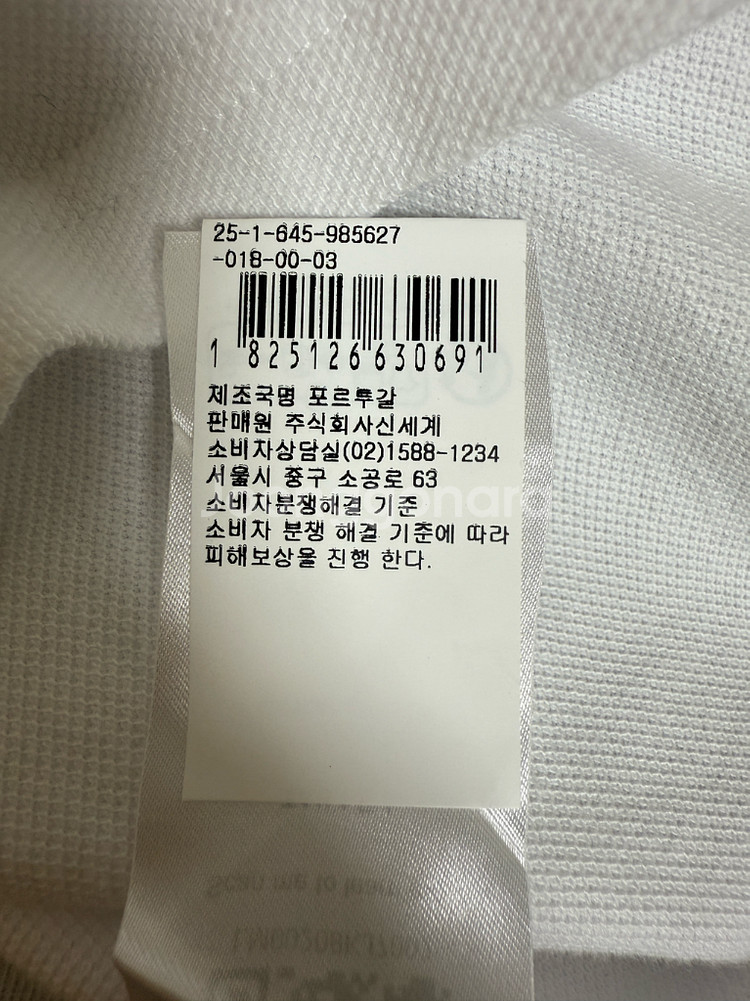 25-1-645-985627
-018-00-03
1 825126 630691
제조국명 포르투갈
판매원 주식회사신세계
소비자상담실(02)1588-1234
서울시 중구 소공로 63
소비자분쟁해결 기준
소비자 분쟁 해결 기준에 따라
피해보상을 진행 한다.
Scan me to learn